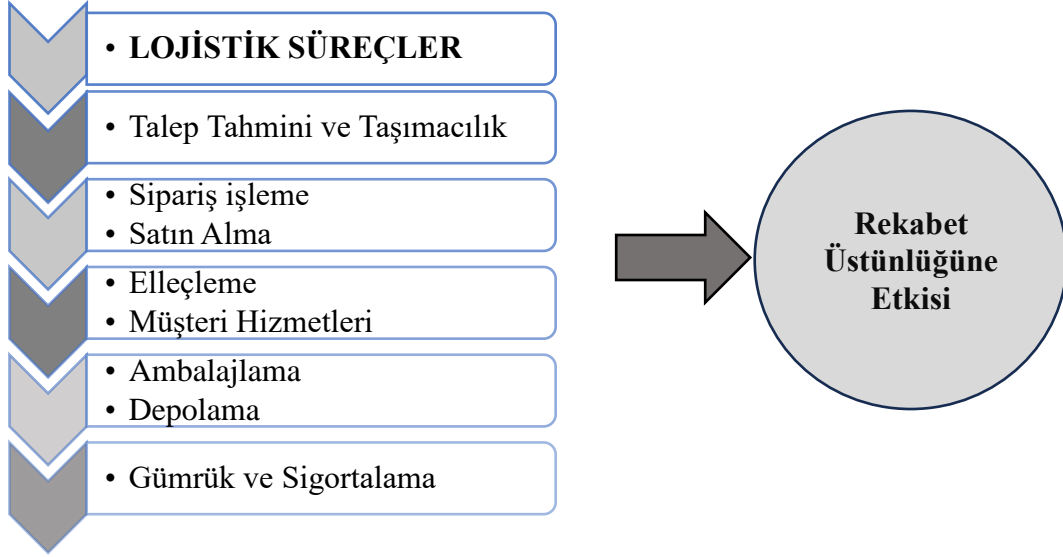 • LOJİSTİK SÜREÇLER
• Talep Tahmini ve Taşımacılık
• Sipariş işleme
• Satın Alma
• Elleçleme
• Müşteri Hizmetleri
• Ambalajlama
• Depolama
• Gümrük ve Sigortalama
Rekabet
Üstünlüğüne
Etkisi